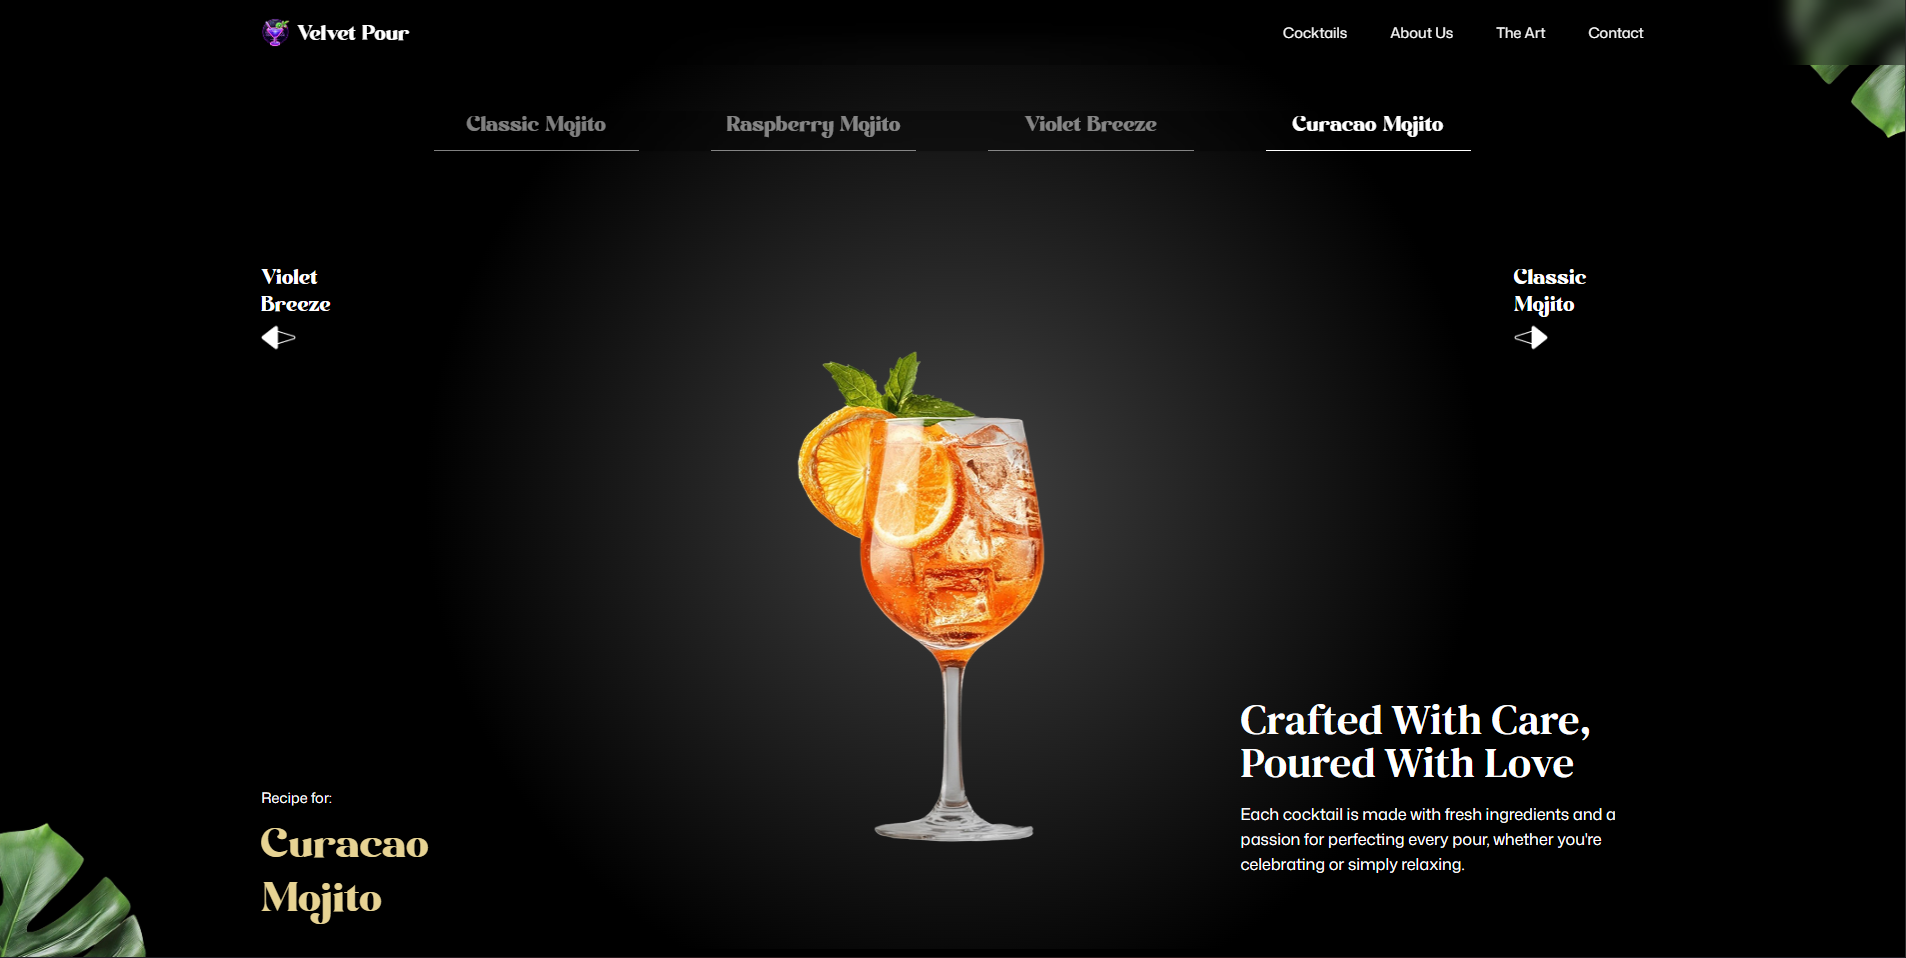 Velvet Pour
Cocktails
About Us
The Art
Contact
Classic Mojito
Raspberry Mojito
Violet Breeze
Curacao Mojito
Violet
Breeze
Classic
Mojito
Crafted With Care,
Poured With Love
Each cocktail is made with fresh ingredients and a
passion for perfecting every pour, whether you're
celebrating or simply relaxing.
Recipe for:
Curacao
Mojito